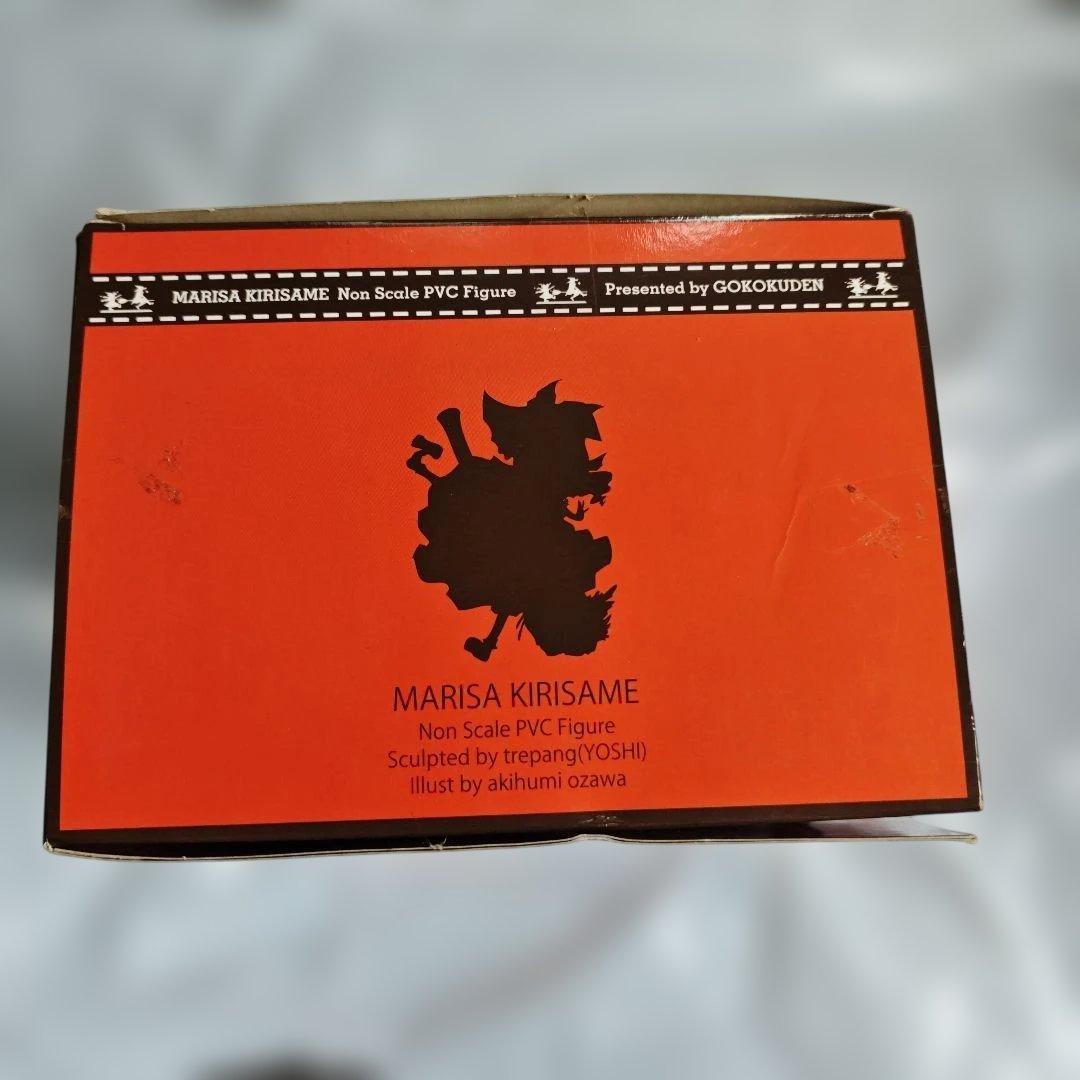 MARISA KIRISAME Non Scale PVC Figure Presented by GOKOKUDEN
MARISA KIRISAME
Non Scale PVC Figure
Sculpted by trepang(YOSHI)
Illust by akihumi ozawa